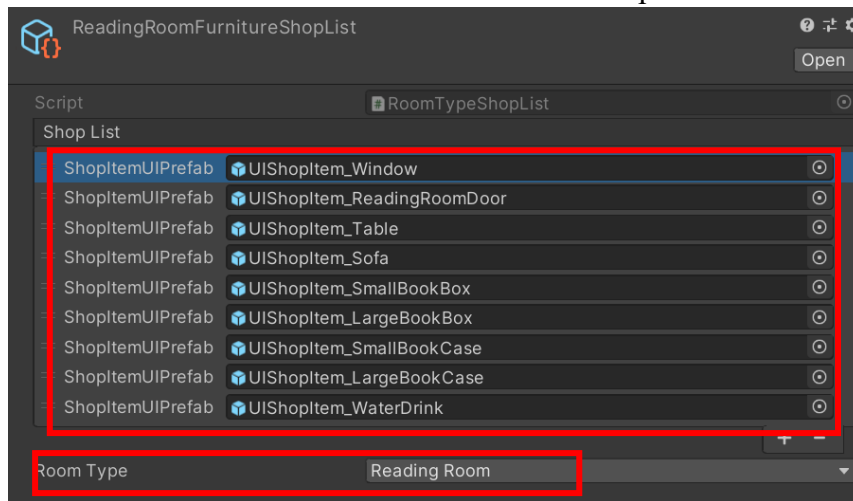 ReadingRoomFurnitureShopList
Open
Script RoomTypeShopList
Shop List
ShopItemUIPrefab UIShopItem_Window
ShopItemUIPrefab UIShopItem_ReadingRoomDoor
ShopItemUIPrefab UIShopItem_Table
ShopItemUIPrefab UIShopItem_Sofa
ShopItemUIPrefab UIShopItem_SmallBookBox
ShopItemUIPrefab UIShopItem_LargeBookBox
ShopItemUIPrefab UIShopItem_SmallBookCase
ShopItemUIPrefab UIShopItem_LargeBookCase
ShopItemUIPrefab UIShopItem_WaterDrink
Room Type Reading Room